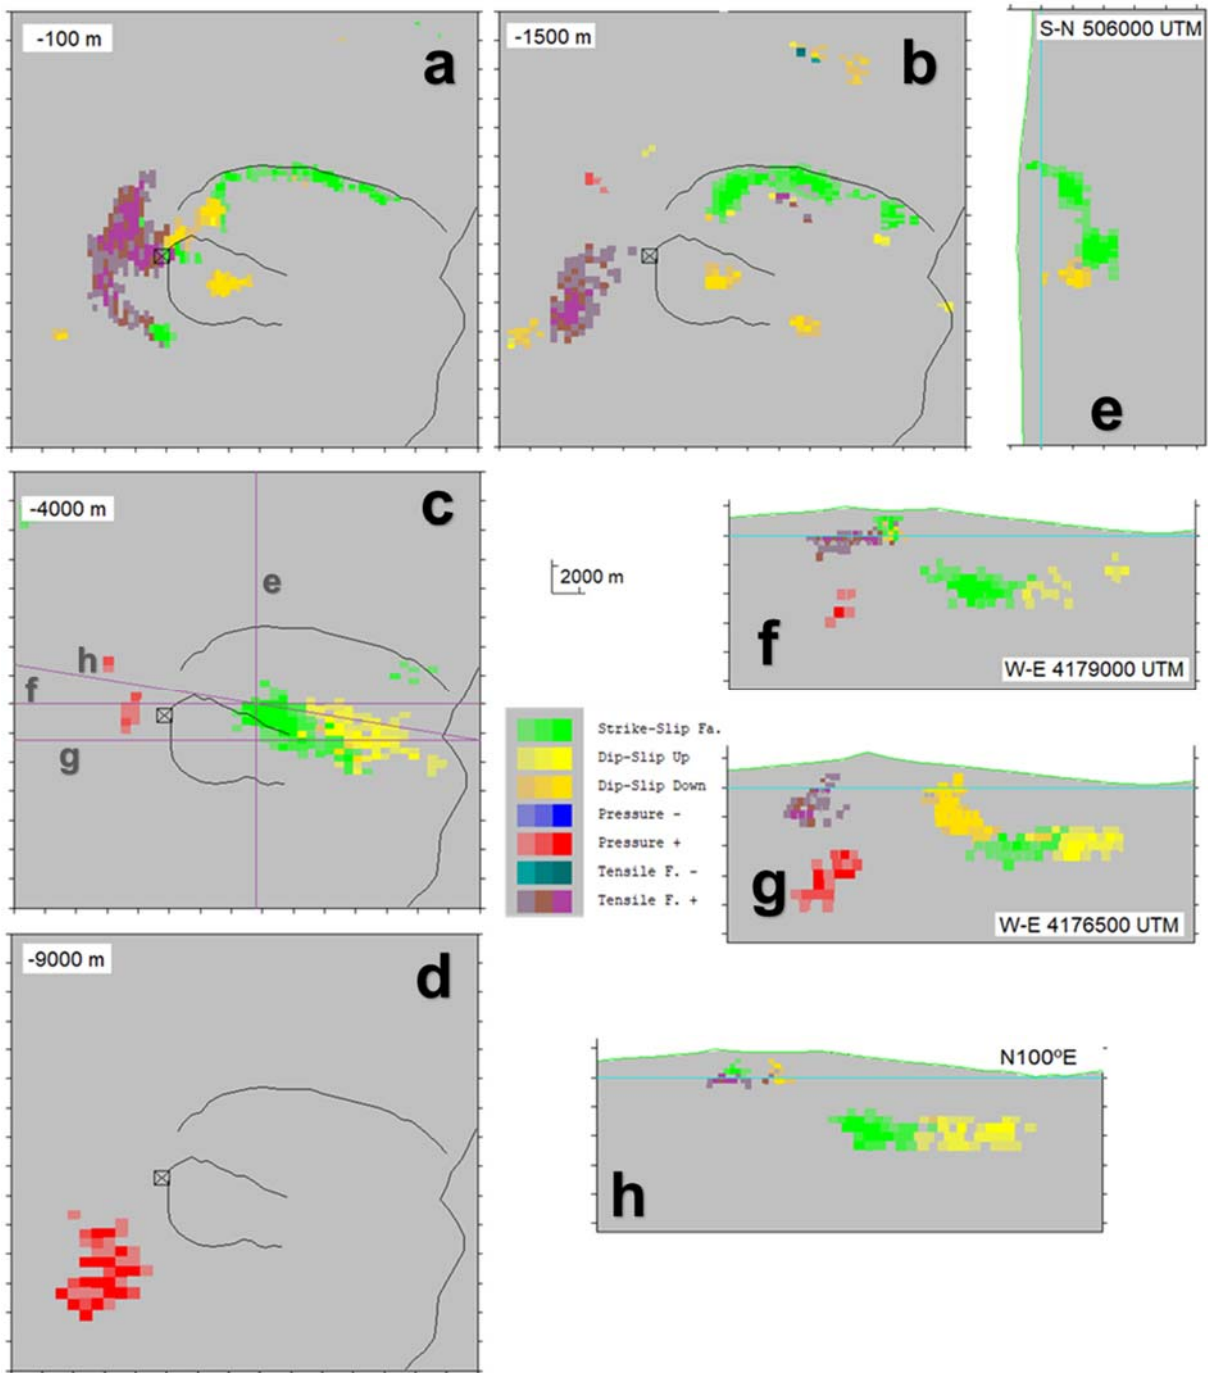 -100 m
a
-1500 m
b
S-N 506000 UTM
e
-4000 m
c
e
h
f
g
2000 m
f
W-E 4179000 UTM
Strike-Slip Fa.
Dip-Slip Up
Dip-Slip Down
Pressure -
Pressure +
Tensile F. -
Tensile F. +
g
W-E 4176500 UTM
-9000 m
d
N100ºE
h